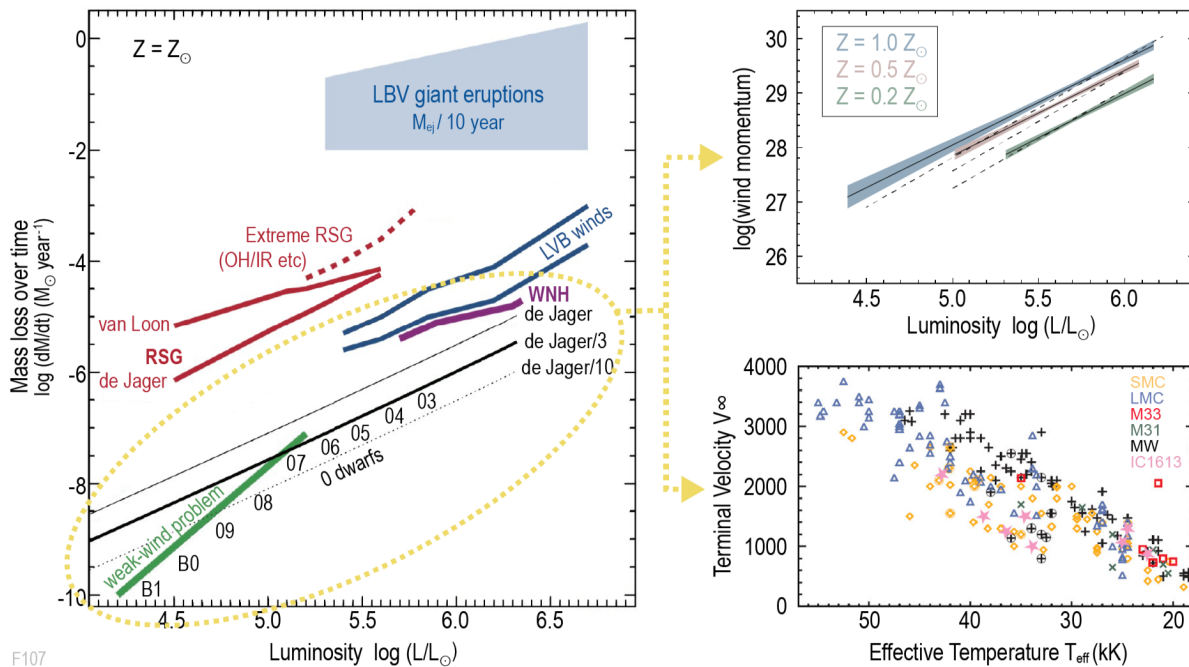 Mass loss over time
log (dM/dt) (M☉ year⁻¹)
0
-2
-4
-6
-8
-10
Z = Z☉
LBV giant eruptions
Mej / 10 year
Extreme RSG
(OH/IR etc)
van Loon
RSG
de Jager
LVB winds
WNH
de Jager
de Jager/3
de Jager/10
03
04
05
06
07
08
09
B0
B1
0 dwarfs
weak-wind problem
4.5
5.0
5.5
6.0
6.5
Luminosity log (L/L☉)
F107
log(wind momentum)
30
29
28
27
26
Z = 1.0 Z☉
Z = 0.5 Z☉
Z = 0.2 Z☉
4.5
5.0
5.5
6.0
Luminosity log (L/L☉)
Terminal Velocity V∞
4000
3000
2000
1000
0
SMC
LMC
M33
M31
MW
IC1613
50
40
30
20
Effective Temperature Teff (kK)